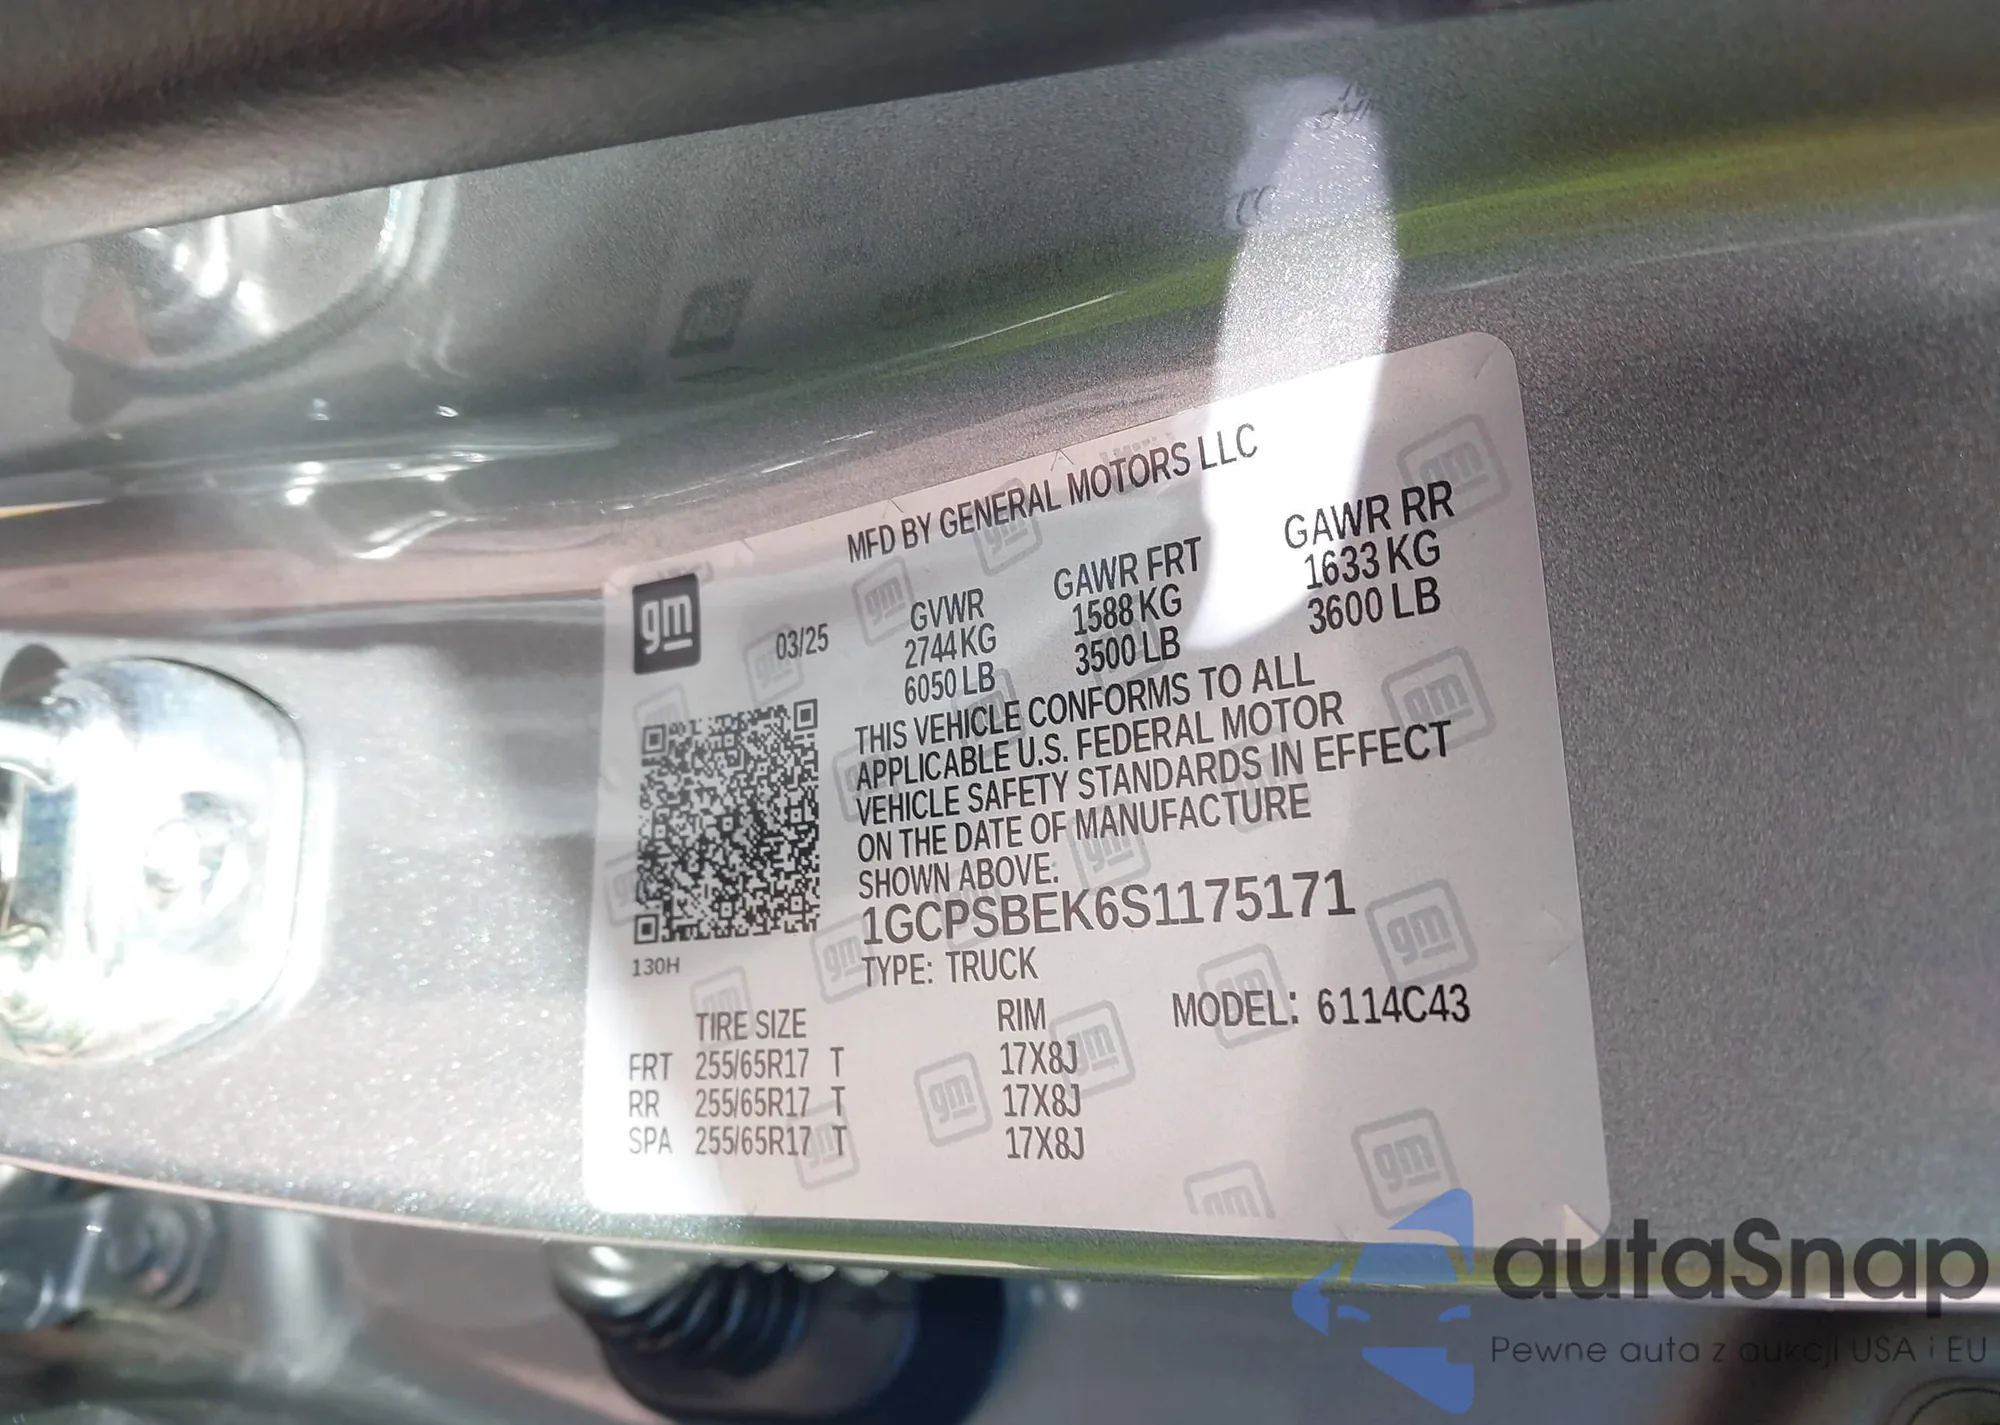 MFD BY GENERAL MOTORS LLC
gm
03/25
GVWR
2744KG
6050 LB
GAWR FRT
1588 KG
3500 LB
GAWR RR
1633 KG
3600 LB
THIS VEHICLE CONFORMS TO ALL
APPLICABLE U.S. FEDERAL MOTOR
VEHICLE SAFETY STANDARDS IN EFFECT
ON THE DATE OF MANUFACTURE
SHOWN ABOVE:
1GCPSBEK6S1175171
130H
TYPE: TRUCK
MODEL: 6114C43
TIRE SIZE RIM
FRT 255/65R17 T 17X8J
RR 255/65R17 T 17X8J
SPA 255/65R17 T 17X8J
autaSnap
Pewne auta z aukcji USA i EU